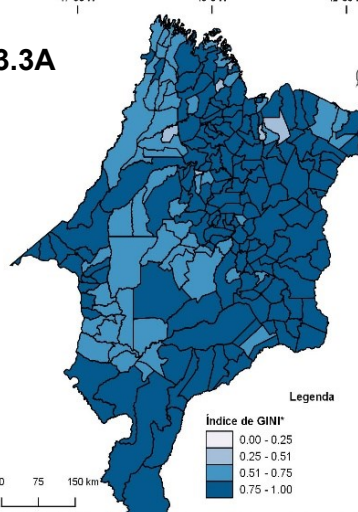 3.3A
Legenda
Índice de GINI*
0.00 - 0.25
0.25 - 0.51
0.51 - 0.75
0.75 - 1.00
0 75 150 km